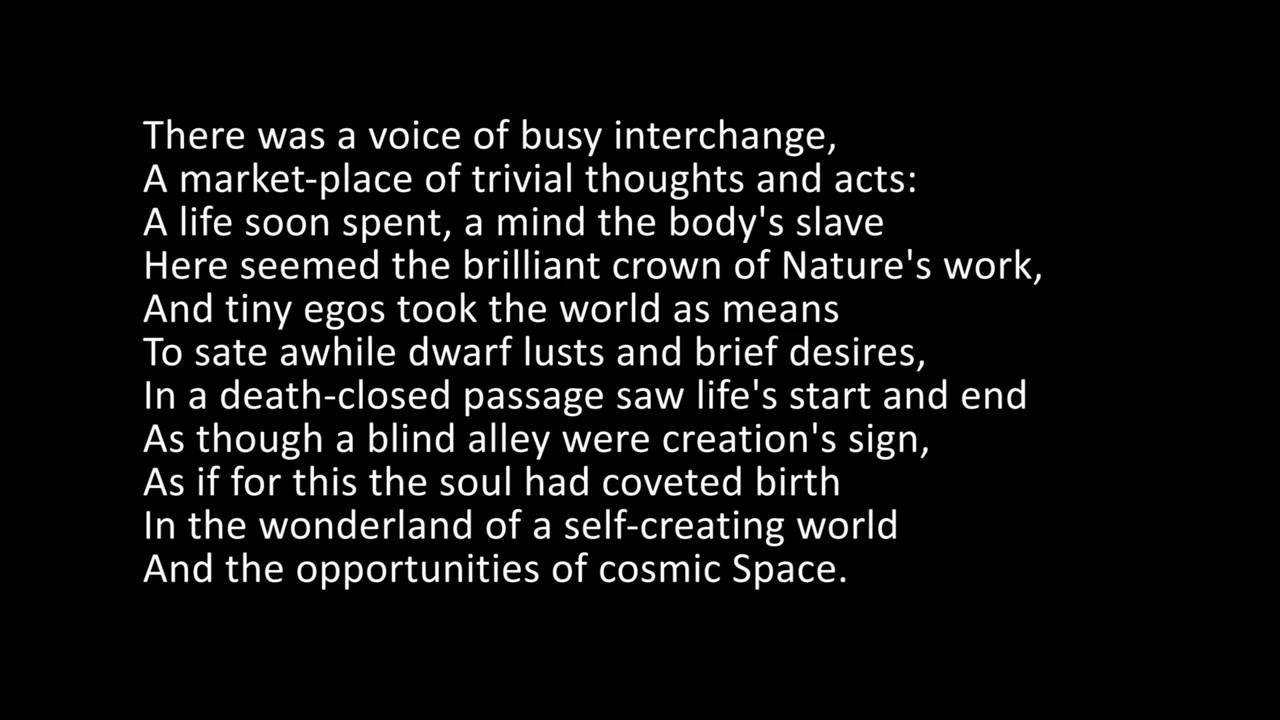 There was a voice of busy interchange,
A market-place of trivial thoughts and acts:
A life soon spent, a mind the body's slave
Here seemed the brilliant crown of Nature's work,
And tiny egos took the world as means
To sate awhile dwarf lusts and brief desires,
In a death-closed passage saw life's start and end
As though a blind alley were creation's sign,
As if for this the soul had coveted birth
In the wonderland of a self-creating world
And the opportunities of cosmic Space.